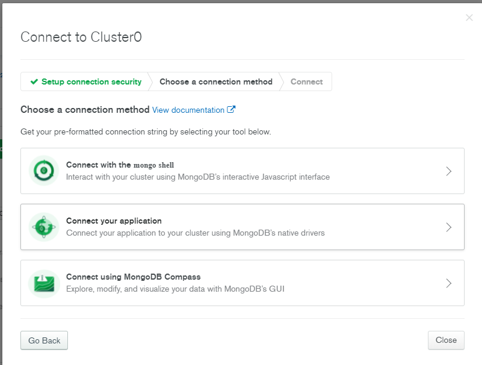 Connect to Cluster0
Setup connection security
Choose a connection method
Connect
Choose a connection method View documentation
Get your pre-formatted connection string by selecting your tool below.
Connect with the mongo shell
Interact with your cluster using MongoDB's interactive Javascript interface
Connect your application
Connect your application to your cluster using MongoDB's native drivers
Connect using MongoDB Compass
Explore, modify, and visualize your data with MongoDB's GUI
Go Back
Close